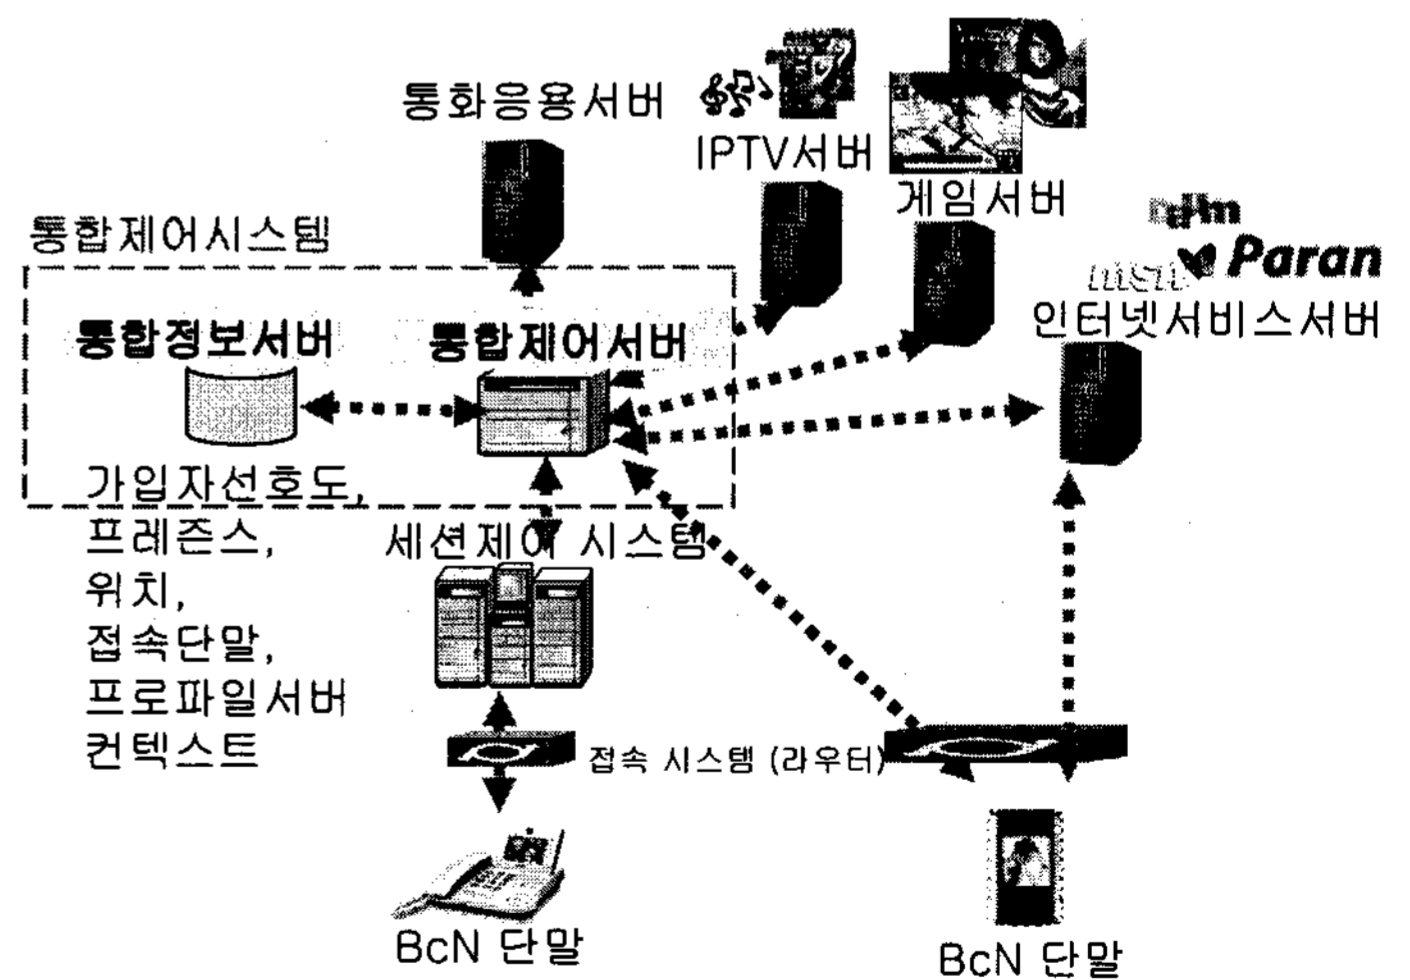 통화응용서버
IPTV서버
게임서버
통합제어시스템
Paran
msn
인터넷서비스서버
통합정보서버
통합제어서버
가입자선호도,
프레즌스,
위치,
접속단말,
프로파일서버
컨텍스트
세션제어 시스템
접속 시스템 (라우터)
BcN 단말
BcN 단말